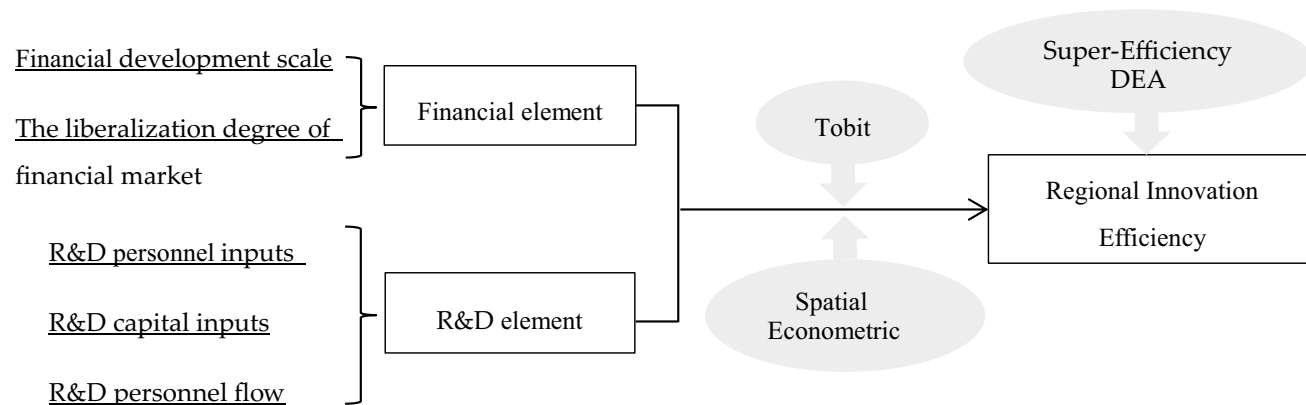 Financial development scale
The liberalization degree of
financial market
R&D personnel inputs
R&D capital inputs
R&D personnel flow
Financial element
R&D element
Tobit
Spatial
Econometric
Super-Efficiency
DEA
Regional Innovation
Efficiency